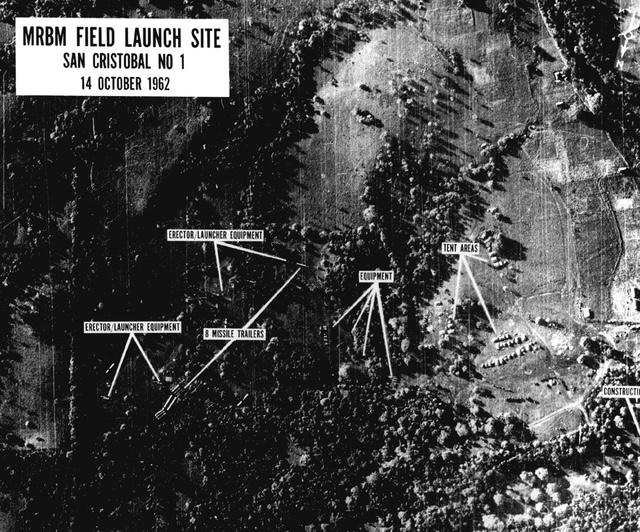 MRBM FIELD LAUNCH SITE
SAN CRISTOBAL NO 1
14 OCTOBER 1962
ERECTOR/LAUNCHER EQUIPMENT
TENT AREAS
EQUIPMENT
ERECTOR/LAUNCHER EQUIPMENT
8 MISSILE TRAILERS
CONSTRUCTI